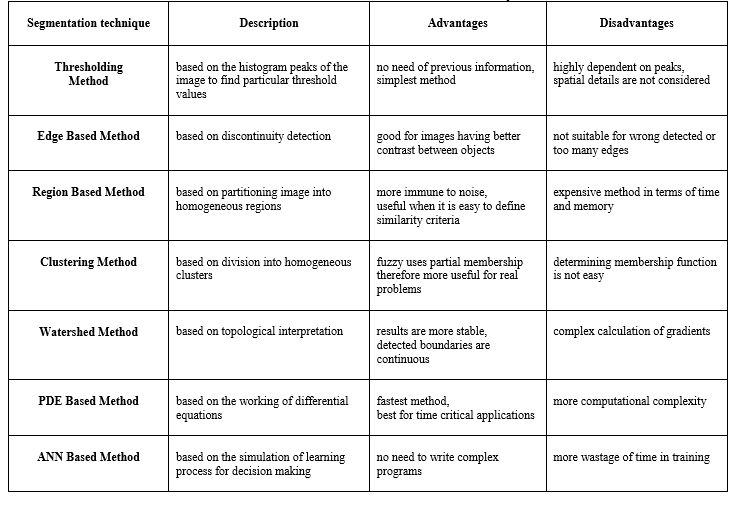 Segmentation technique Description Advantages Disadvantages
Thresholding
Method
based on the histogram peaks of the
image to find particular threshold
values
no need of previous information,
simplest method
highly dependent on peaks,
spatial details are not considered
Edge Based Method
based on discontinuity detection
good for images having better
contrast between objects
not suitable for wrong detected or
too many edges
Region Based Method
based on partitioning image into
homogeneous regions
more immune to noise,
useful when it is easy to define
similarity criteria
expensive method in terms of time
and memory
Clustering Method
based on division into homogeneous
clusters
fuzzy uses partial membership
therefore more useful for real
problems
determining membership function
is not easy
Watershed Method
based on topological interpretation
results are more stable,
detected boundaries are
continuous
complex calculation of gradients
PDE Based Method
based on the working of differential
equations
fastest method,
best for time critical applications
more computational complexity
ANN Based Method
based on the simulation of learning
process for decision making
no need to write complex
programs
more wastage of time in training